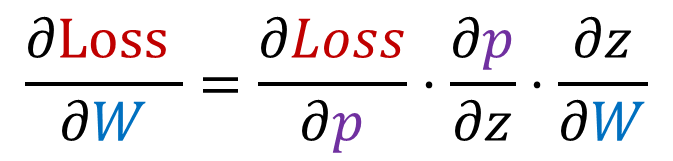 ∂Loss/∂W = ∂Loss/∂p · ∂p/∂z · ∂z/∂W